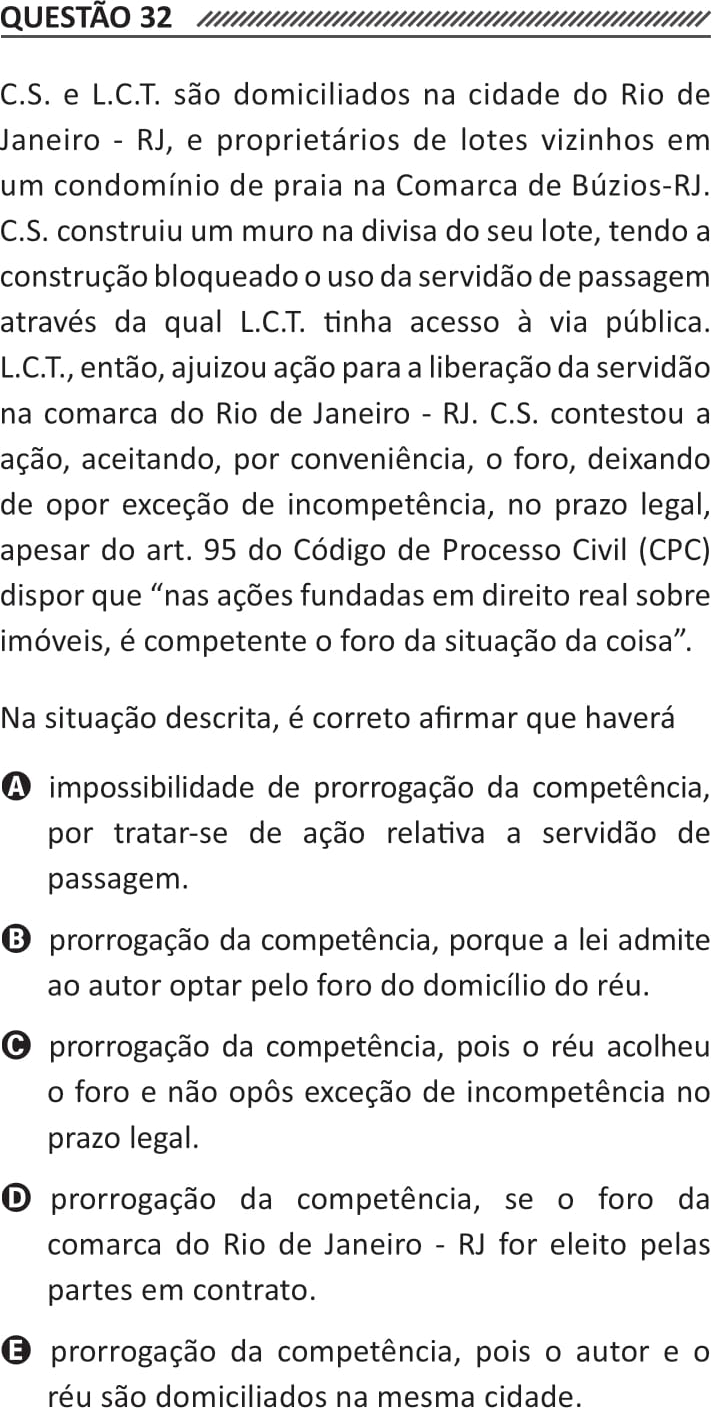 QUESTÃO 32
C.S. e L.C.T. são domiciliados na cidade do Rio de
Janeiro - RJ, e proprietários de lotes vizinhos em
um condomínio de praia na Comarca de Búzios-RJ.
C.S. construiu um muro na divisa do seu lote, tendo a
construção bloqueado o uso da servidão de passagem
através da qual L.C.T. tinha acesso à via pública.
L.C.T., então, ajuizou ação para a liberação da servidão
na comarca do Rio de Janeiro - RJ. C.S. contestou a
ação, aceitando, por conveniência, o foro, deixando
de opor exceção de incompetência, no prazo legal,
apesar do art. 95 do Código de Processo Civil (CPC)
dispor que “nas ações fundadas em direito real sobre
imóveis, é competente o foro da situação da coisa”.
Na situação descrita, é correto afirmar que haverá
A impossibilidade de prorrogação da competência,
por tratar-se de ação relativa a servidão de
passagem.
B prorrogação da competência, porque a lei admite
ao autor optar pelo foro do domicílio do réu.
C prorrogação da competência, pois o réu acolheu
o foro e não opôs exceção de incompetência no
prazo legal.
D prorrogação da competência, se o foro da
comarca do Rio de Janeiro - RJ for eleito pelas
partes em contrato.
E prorrogação da competência, pois o autor e o
réu são domiciliados na mesma cidade.